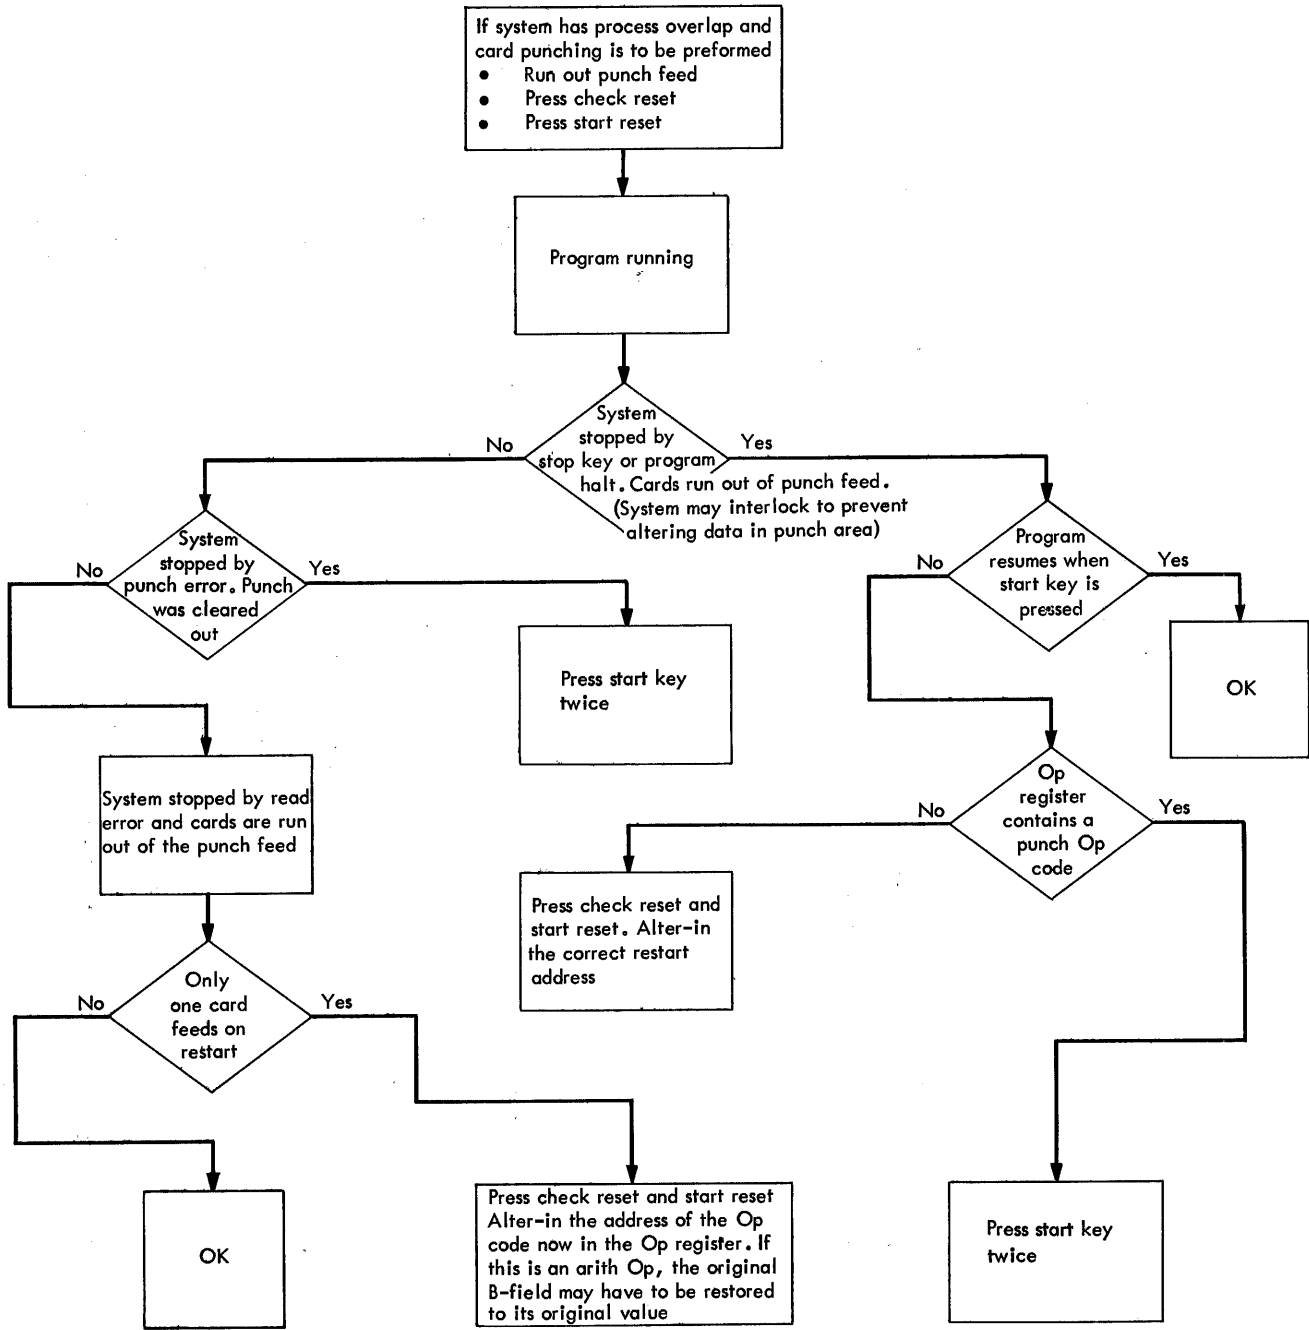 If system has process overlap and
card punching is to be preformed
● Run out punch feed
● Press check reset
● Press start reset
Program running
System
stopped by
stop key or program
halt. Cards run out of punch feed.
(System may interlock to prevent
altering data in punch area)
No
Yes
System
stopped by
punch error. Punch
was cleared
out
No
Yes
Program
resumes when
start key is
pressed
No
Yes
Press start key
twice
OK
System stopped by read
error and cards are run
out of the punch feed
Op
register
contains a
punch Op
code
No
Yes
Press check reset and
start reset. Alter-in
the correct restart
address
Only
one card
feeds on
restart
No
Yes
OK
Press check reset and start reset
Alter-in the address of the Op
code now in the Op register. If
this is an arith Op, the original
B-field may have to be restored
to its original value
Press start key
twice